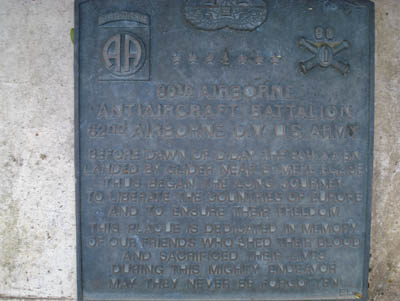 AIRBORNE
AA
80
80th AIRBORNE
ANTIAIRCRAFT BATTALION
82nd AIRBORNE DIV. U.S. ARMY
BEFORE DAWN OF D-DAY, THE 80th AA BN
LANDED BY GLIDER NEAR ST MERE EGLISE
THUS BEGAN THE LONG JOURNEY
TO LIBERATE THE COUNTRIES OF EUROPE
AND TO ENSURE THEIR FREEDOM
THIS PLAQUE IS DEDICATED IN MEMORY
OF OUR FRIENDS WHO SHED THEIR BLOOD
AND SACRIFICED THEIR LIVES
DURING THIS MIGHTY ENDEAVOR
MAY THEY NEVER BE FORGOTTEN